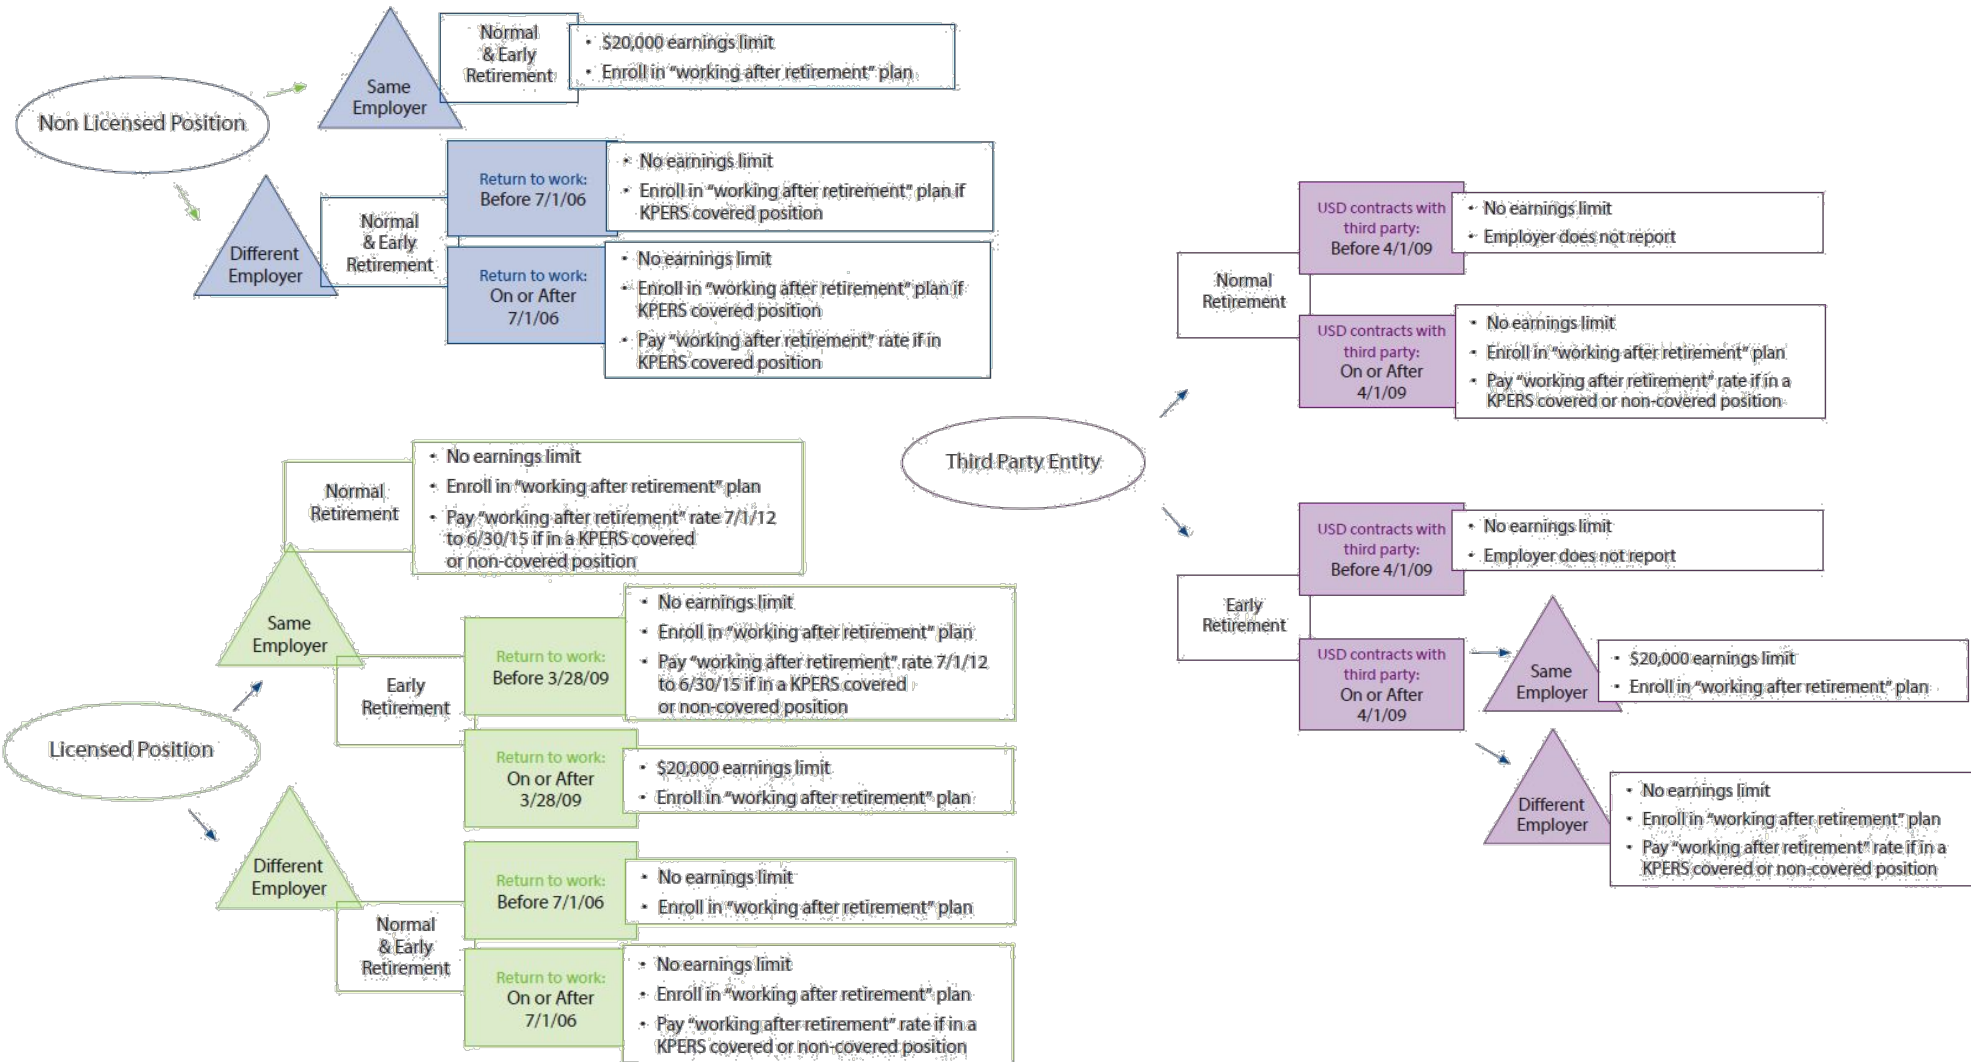 Non Licensed Position
Same
Employer
Normal
& Early
Retirement
• $20,000 earnings limit
• Enroll in “working after retirement” plan
Different
Employer
Normal
& Early
Retirement
Return to work:
Before 7/1/06
• No earnings limit
• Enroll in “working after retirement” plan if
KPERS covered position
Return to work:
On or After
7/1/06
• No earnings limit
• Enroll in “working after retirement” plan if
KPERS covered position
• Pay “working after retirement” rate if in
KPERS covered position
Licensed Position
Same
Employer
Normal
Retirement
• No earnings limit
• Enroll in “working after retirement” plan
• Pay “working after retirement” rate 7/1/12
to 6/30/15 if in a KPERS covered
or non-covered position
Early
Retirement
Return to work:
Before 3/28/09
• No earnings limit
• Enroll in “working after retirement” plan
• Pay “working after retirement” rate 7/1/12
to 6/30/15 if in a KPERS covered
or non-covered position
Return to work:
On or After
3/28/09
• $20,000 earnings limit
• Enroll in “working after retirement” plan
Different
Employer
Normal
& Early
Retirement
Return to work:
Before 7/1/06
• No earnings limit
• Enroll in “working after retirement” plan
Return to work:
On or After
7/1/06
• No earnings limit
• Enroll in “working after retirement” plan
• Pay “working after retirement” rate if in a
KPERS covered or non-covered position
Third Party Entity
Normal
Retirement
USD contracts with
third party:
Before 4/1/09
• No earnings limit
• Employer does not report
USD contracts with
third party:
On or After
4/1/09
• No earnings limit
• Enroll in “working after retirement” plan
• Pay “working after retirement” rate if in a
KPERS covered or non-covered position
Early
Retirement
USD contracts with
third party:
Before 4/1/09
• No earnings limit
• Employer does not report
USD contracts with
third party:
On or After
4/1/09
Same
Employer
• $20,000 earnings limit
• Enroll in “working after retirement” plan
Different
Employer
• No earnings limit
• Enroll in “working after retirement” plan
• Pay “working after retirement” rate if in a
KPERS covered or non-covered position